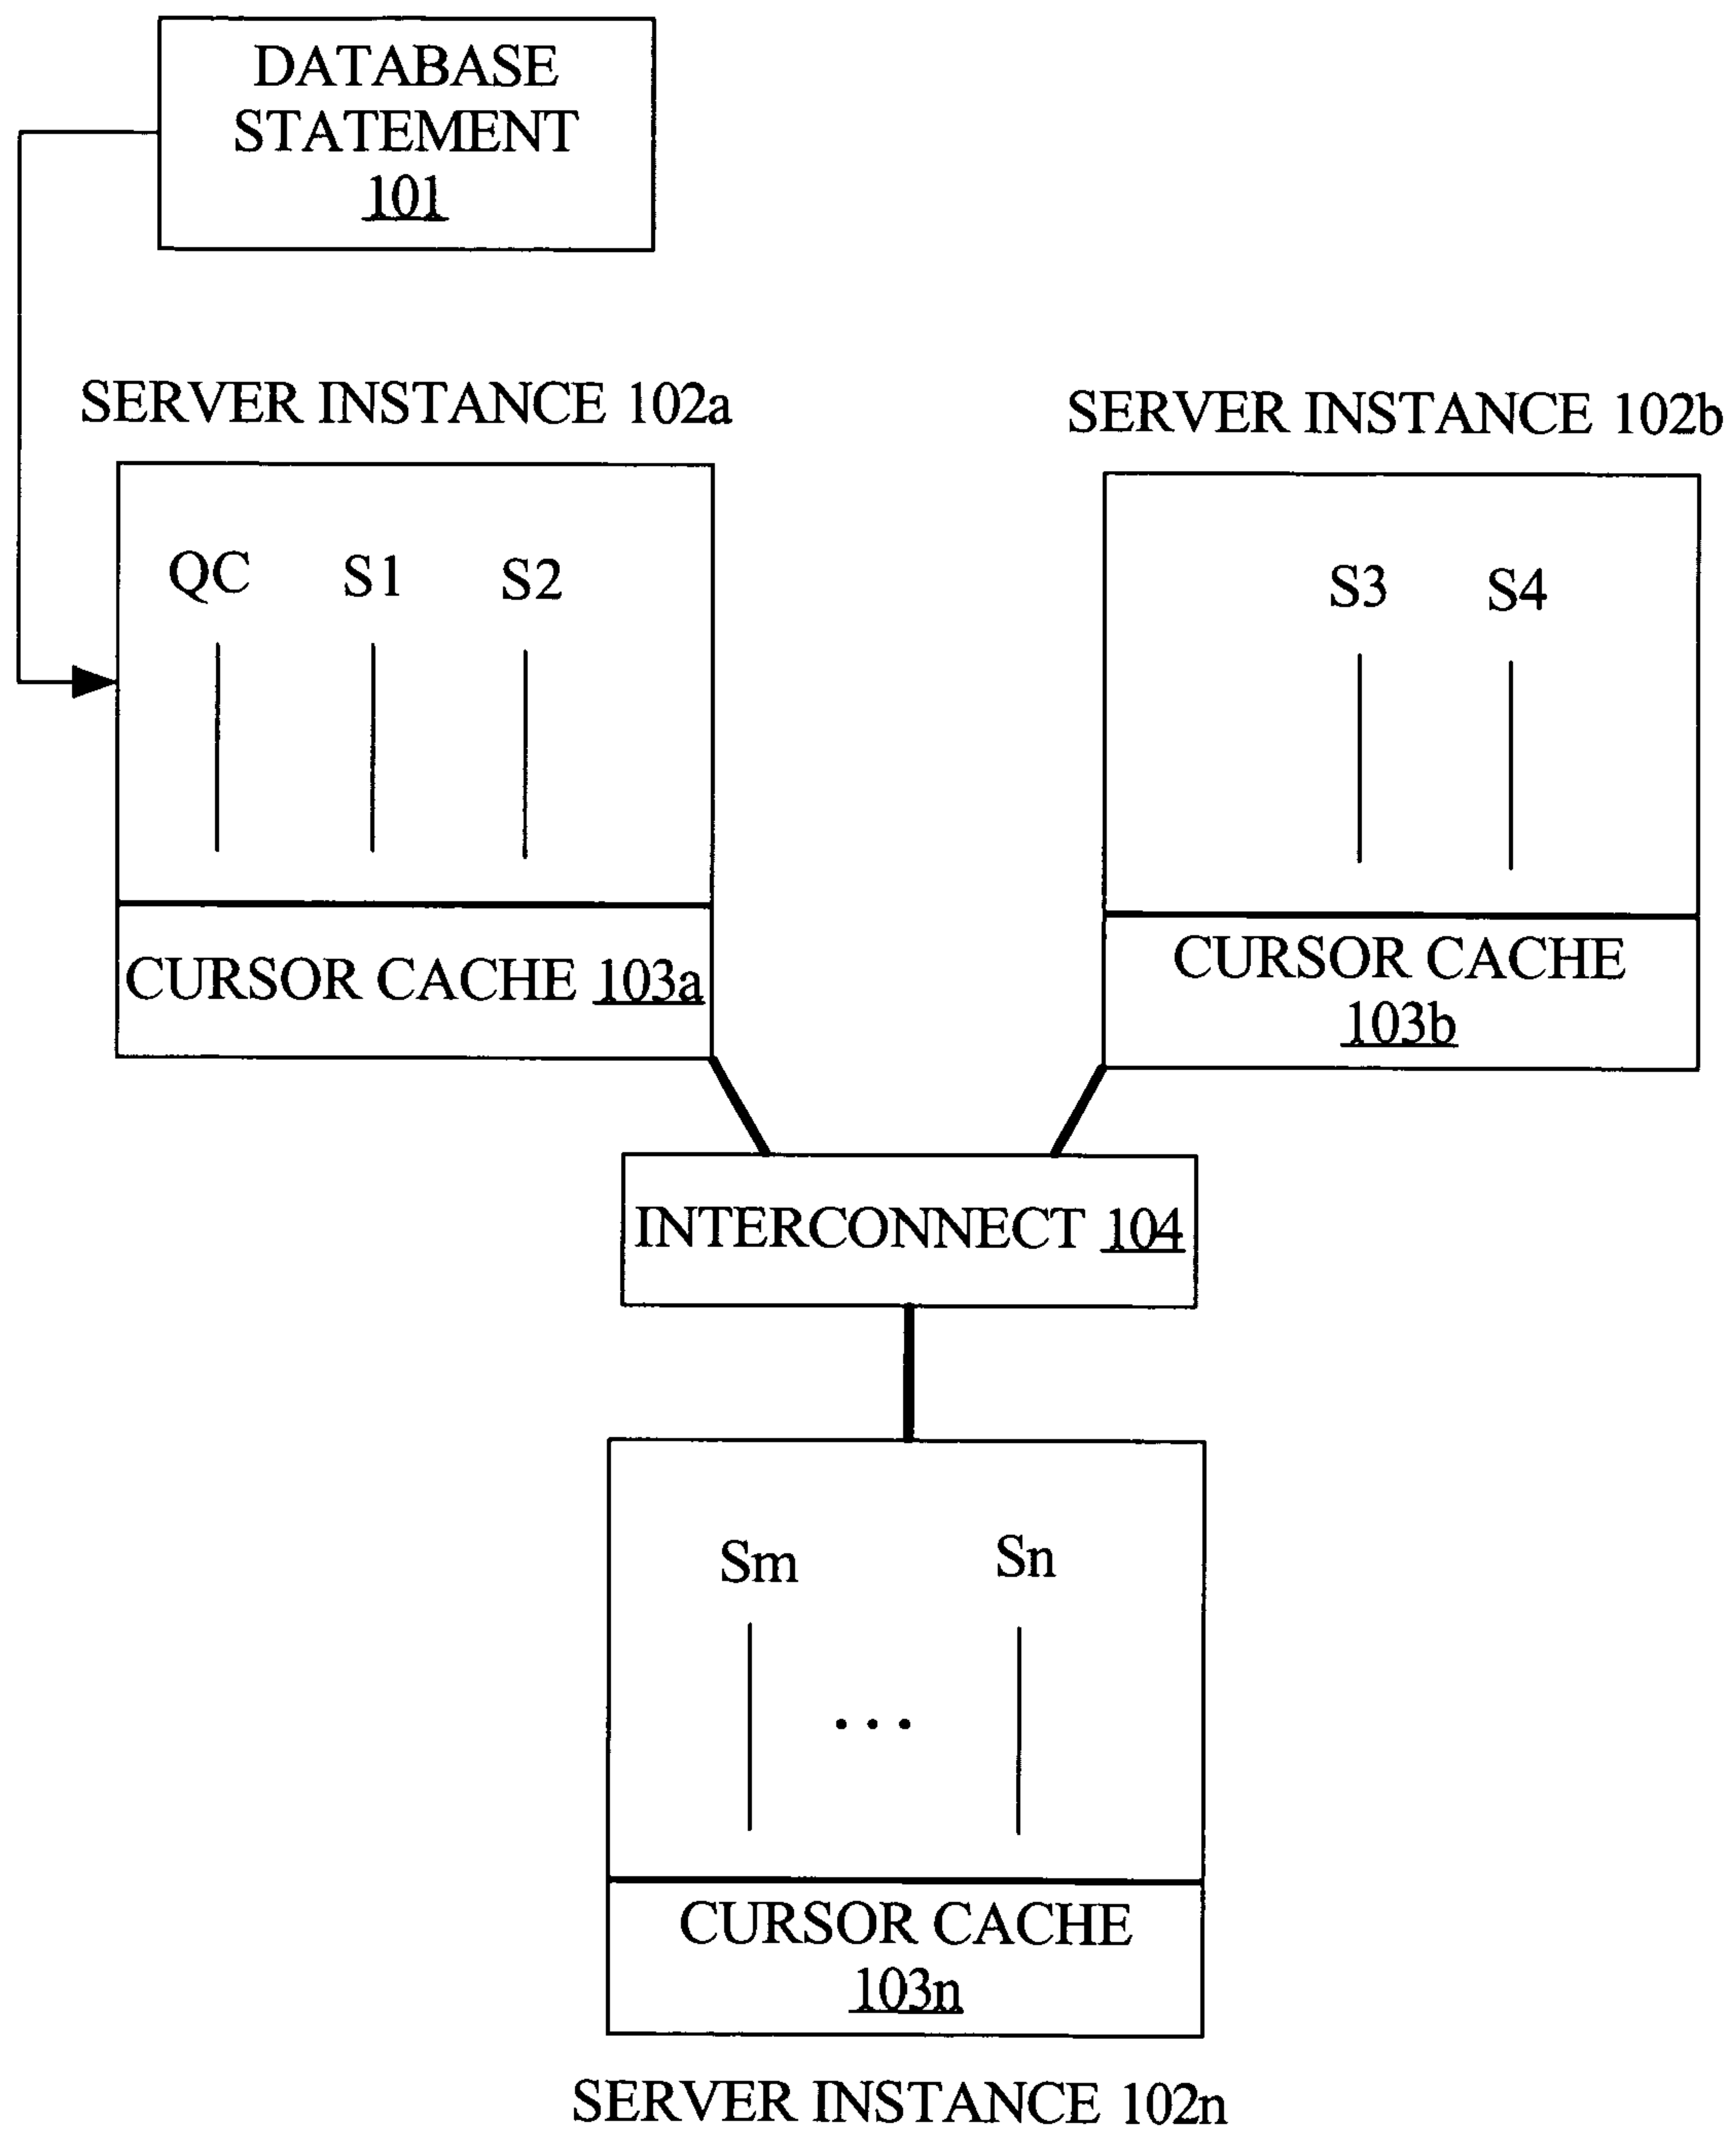 DATABASE
STATEMENT
101
SERVER INSTANCE 102a
SERVER INSTANCE 102b
QC S1 S2
S3 S4
CURSOR CACHE 103a
CURSOR CACHE
103b
INTERCONNECT 104
Sm Sn
...
CURSOR CACHE
103n
SERVER INSTANCE 102n